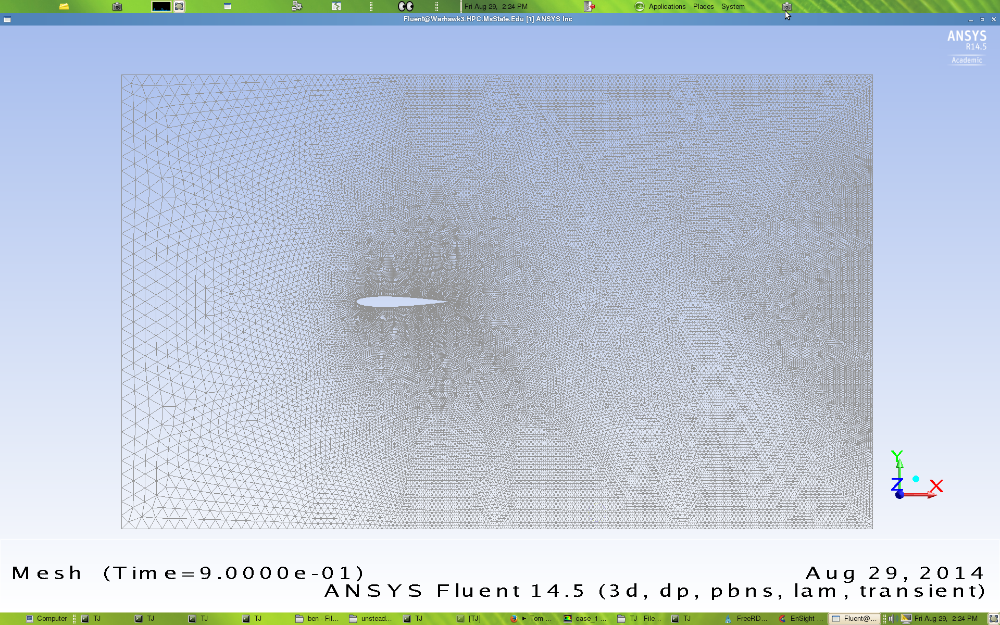 Fri Aug 29, 2:24 PM
Applications Places System
Fluent@Warhawk3.HPC.MsState.Edu [1] ANSYS Inc
ANSYS
R14.5
Academic
Y
Z
X
Mesh (Time=9.0000e-01)
Aug 29, 2014
ANSYS Fluent 14.5 (3d, dp, pbns, lam, transient)
Computer TJ TJ TJ TJ ben - Fil... unstead... TJ [TJ] Tom ... case_1 ... TJ - File... TJ FreeRD... EnSight ... Fluent@... Fri Aug 29, 2:24 PM